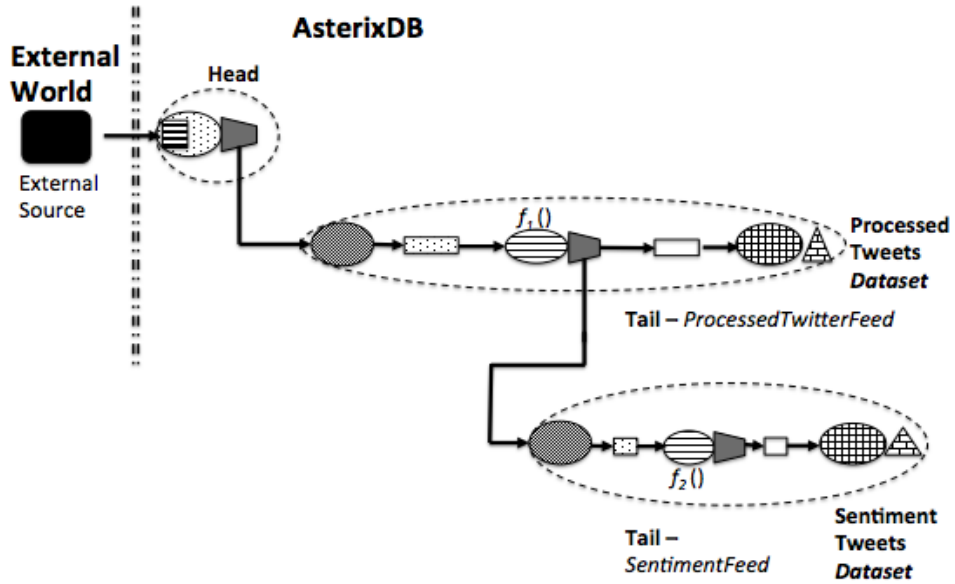 AsterixDB
External
World
External
Source
Head
f1()
Processed
Tweets
Dataset
Tail – ProcessedTwitterFeed
f2()
Tail –
SentimentFeed
Sentiment
Tweets
Dataset